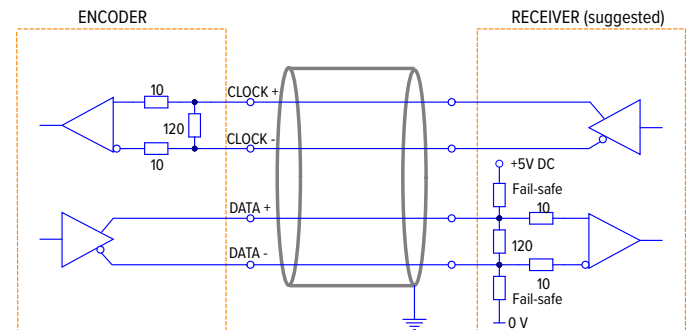 ENCODER
RECEIVER (suggested)
10
CLOCK +
120
CLOCK -
10
+5V DC
Fail-safe
DATA +
10
120
DATA -
10
Fail-safe
0 V